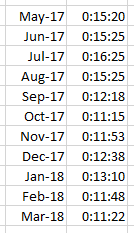 May-17 0:15:20
Jun-17 0:15:25
Jul-17 0:16:25
Aug-17 0:15:25
Sep-17 0:12:18
Oct-17 0:11:15
Nov-17 0:11:53
Dec-17 0:12:38
Jan-18 0:13:10
Feb-18 0:11:48
Mar-18 0:11:22